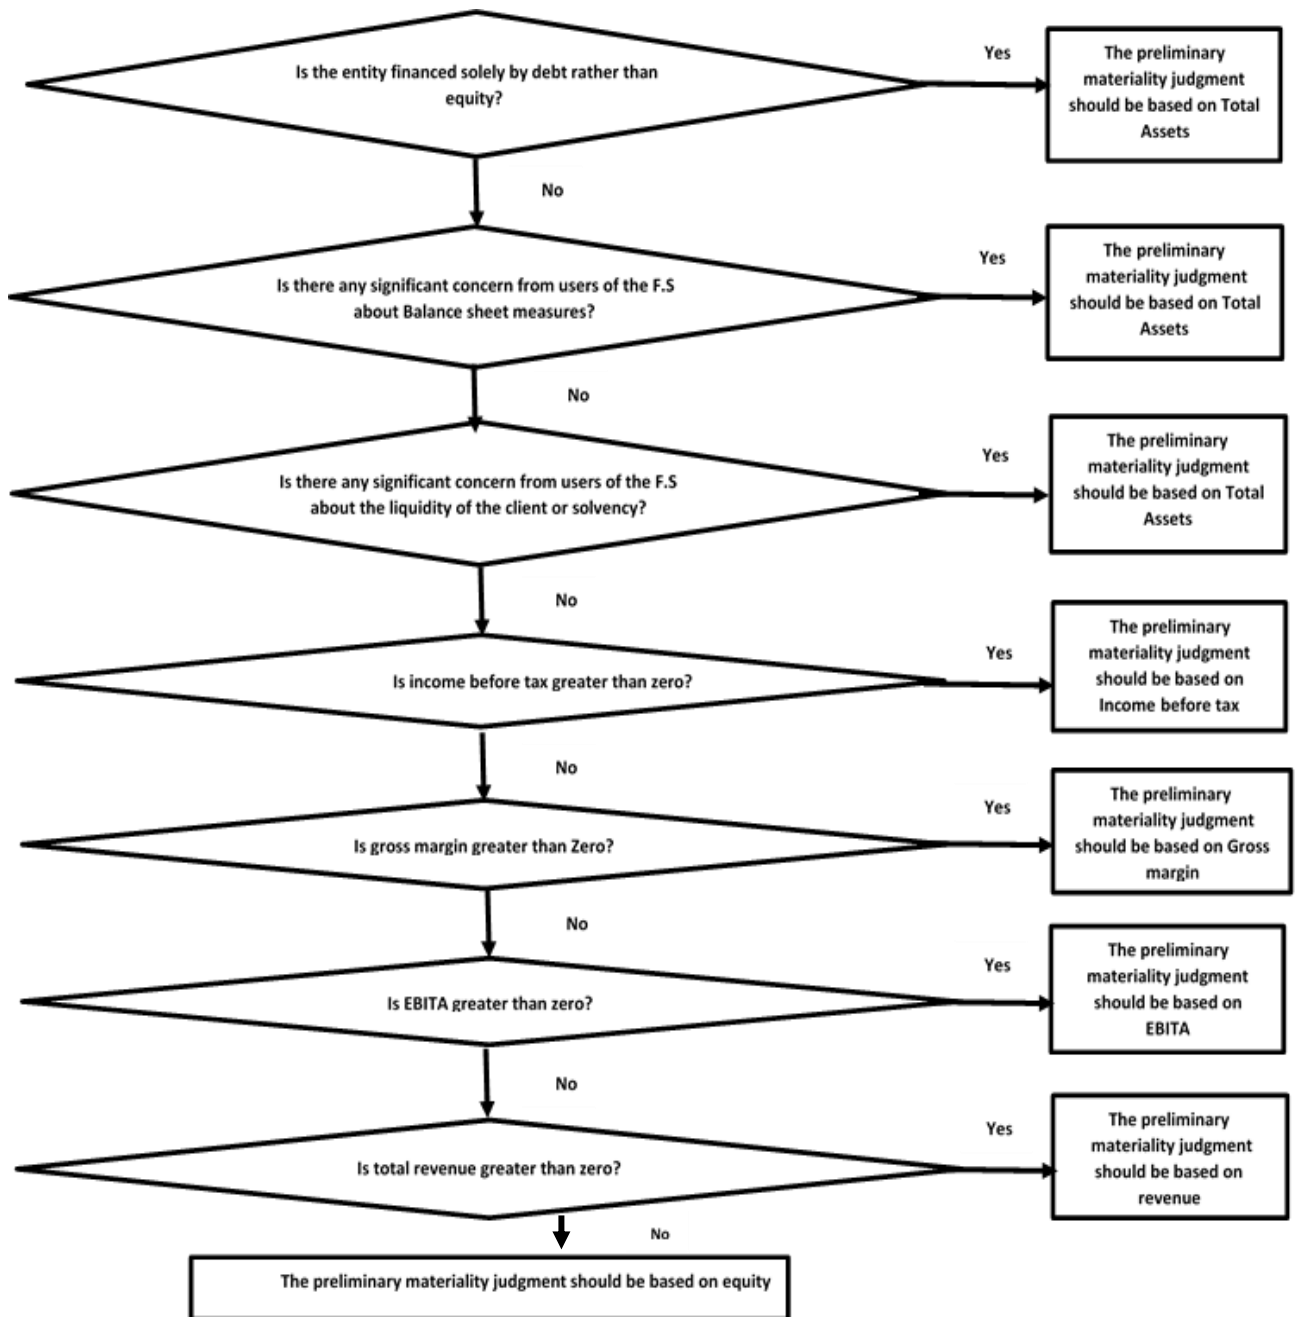 Is the entity financed solely by debt rather than
equity?
Yes
The preliminary
materiality judgment
should be based on Total
Assets
No
Is there any significant concern from users of the F.S
about Balance sheet measures?
Yes
The preliminary
materiality judgment
should be based on Total
Assets
No
Is there any significant concern from users of the F.S
about the liquidity of the client or solvency?
Yes
The preliminary
materiality judgment
should be based on Total
Assets
No
Is income before tax greater than zero?
Yes
The preliminary
materiality judgment
should be based on
Income before tax
No
Is gross margin greater than Zero?
Yes
The preliminary
materiality judgment
should be based on Gross
margin
No
Is EBITA greater than zero?
Yes
The preliminary
materiality judgment
should be based on
EBITA
No
Is total revenue greater than zero?
Yes
The preliminary
materiality judgment
should be based on
revenue
No
The preliminary materiality judgment should be based on equity